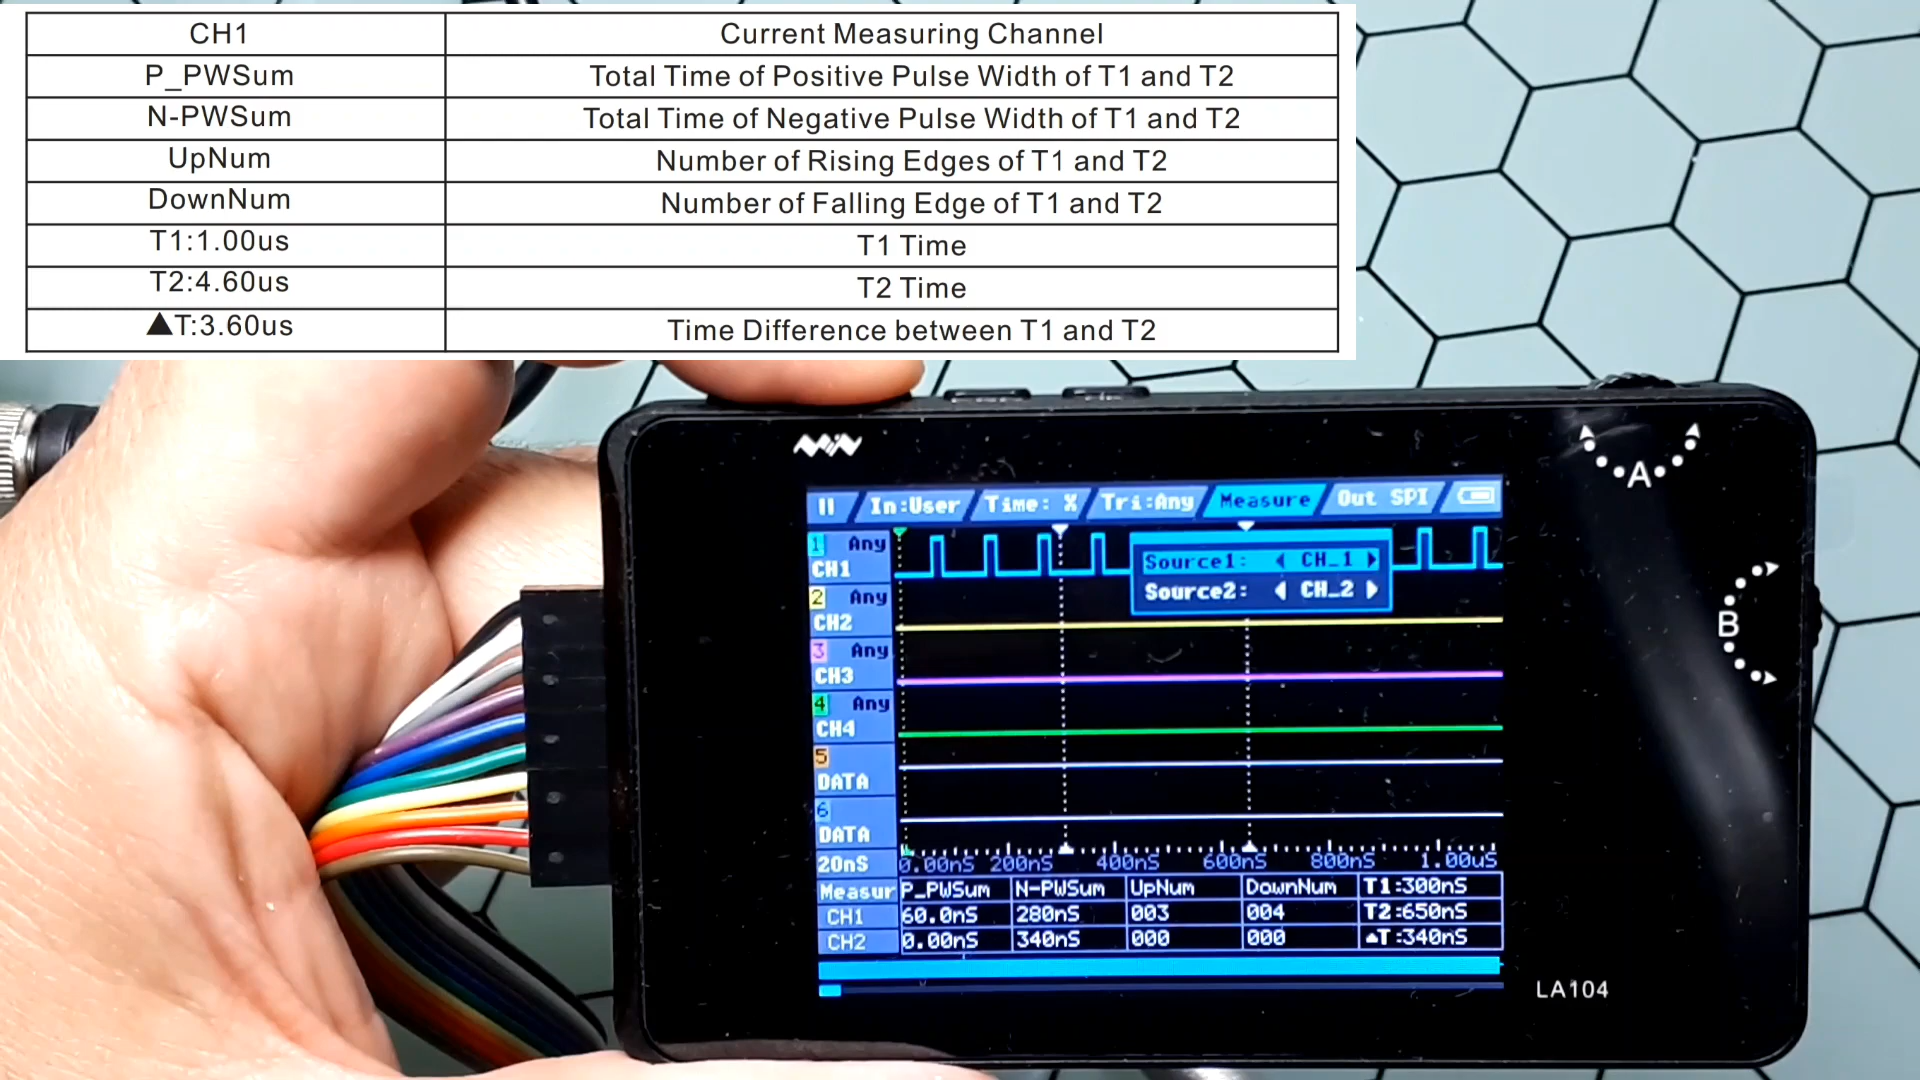 CH1 Current Measuring Channel
P_PWSum Total Time of Positive Pulse Width of T1 and T2
N-PWSum Total Time of Negative Pulse Width of T1 and T2
UpNum Number of Rising Edges of T1 and T2
DownNum Number of Falling Edge of T1 and T2
T1:1.00us T1 Time
T2:4.60us T2 Time
▲T:3.60us Time Difference between T1 and T2
A
B
In:User Time: % Tri:Any Measure Out SPI
1 Any
CH1
Source1: CH_1
Source2: CH_2
2 Any
CH2
3 Any
CH3
4 Any
CH4
5
DATA
6
DATA
20nS 0.00nS 200nS 400nS 600nS 800nS 1.00uS
Measur P_PWSum N-PWSum UpNum DownNum T1:300nS
CH1 60.0nS 280nS 003 004 T2:650nS
CH2 0.00nS 340nS 000 000 ▲T:340nS
LA104